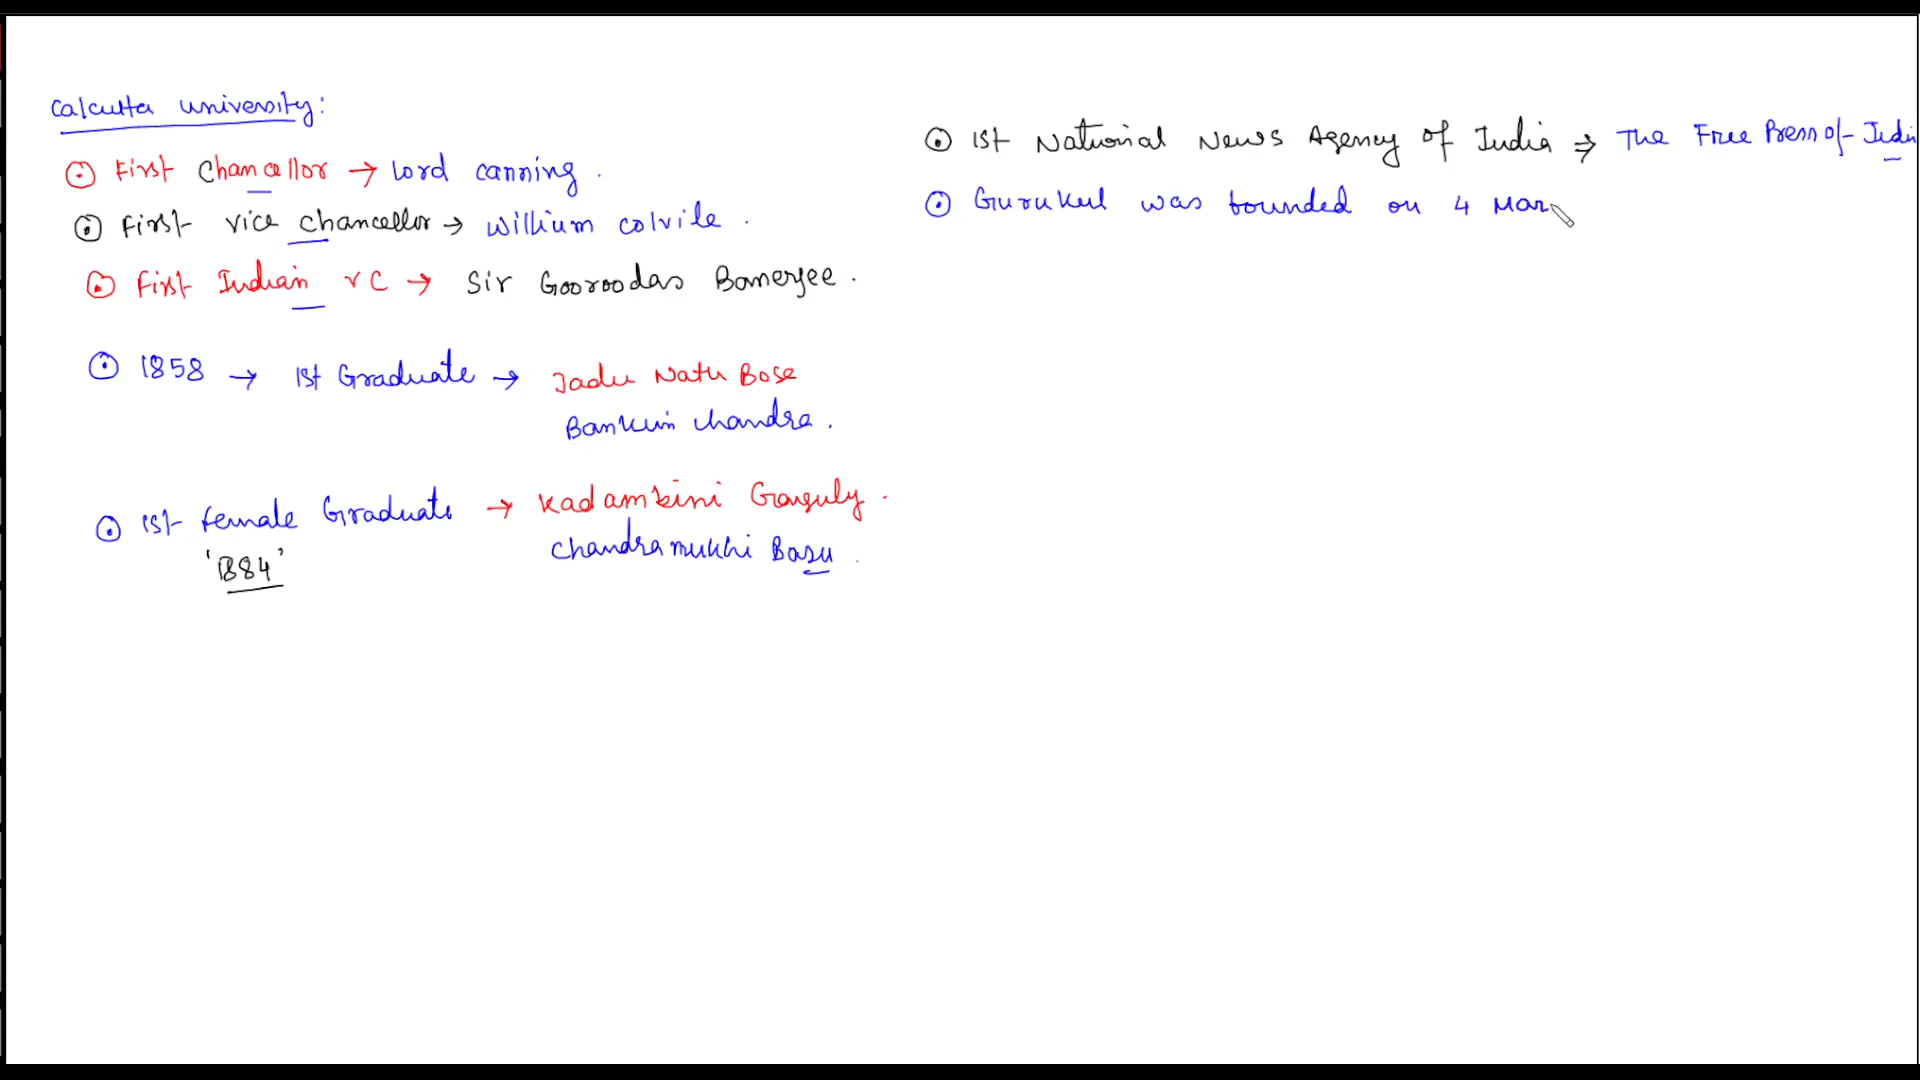 Calcutta University:
First Chancellor → Lord Canning.
First Vice Chancellor → Willium Colvile.
First Indian VC → Sir Gooroodas Banerjee.
1858 → 1st Graduate → Jadu Nath Bose
Bankim Chandra.
1st Female Graduate → Kadambini Ganguly.
'1884'
Chandramukhi Basu.
1st National News Agency of India ⇒ The Free Press of India
Gurukul was founded on 4 Mar